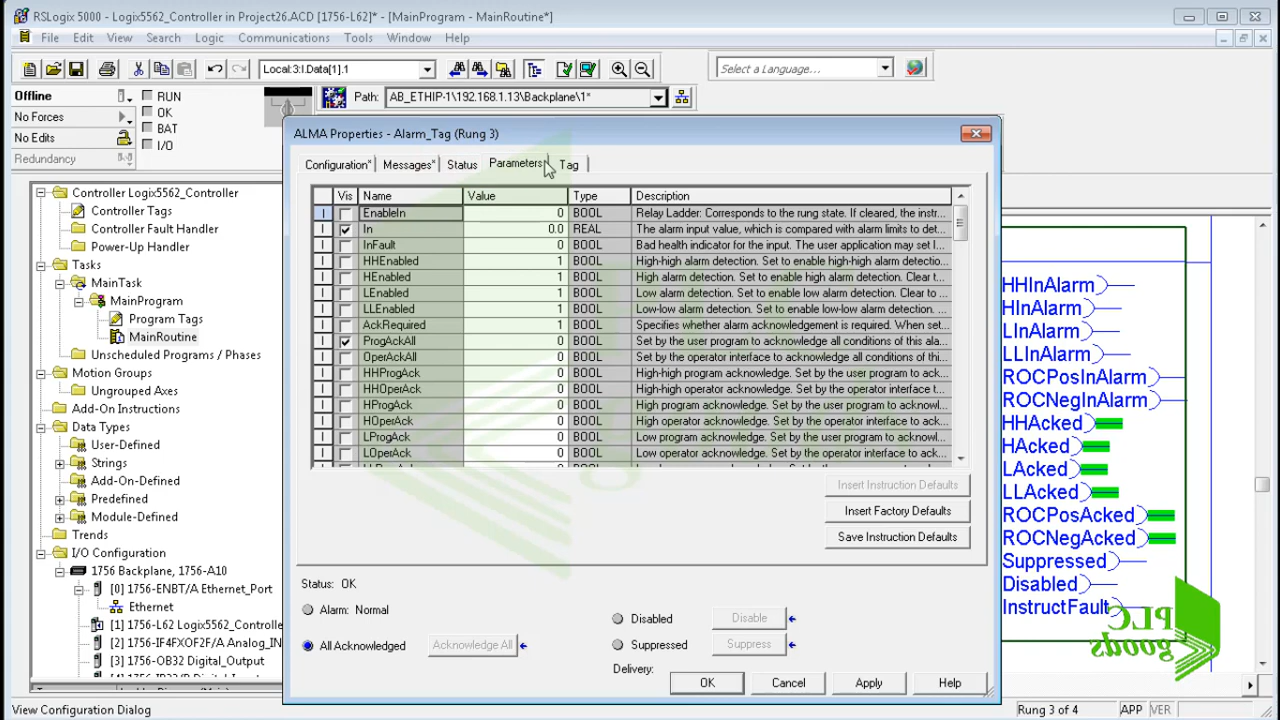 RSLogix 5000 - Logix5562_Controller in Project26.ACD [1756-L62]* - [MainProgram - MainRoutine*]
File Edit View Search Logic Communications Tools Window Help
Local:3:I.Data[1].1
Select a Language...
Offline RUN
No Forces OK
No Edits BAT
Redundancy I/O
Path: AB_ETHIP-1\192.168.1.13\Backplane\1*
Controller Logix5562_Controller
Controller Tags
Controller Fault Handler
Power-Up Handler
Tasks
MainTask
MainProgram
Program Tags
MainRoutine
Unscheduled Programs / Phases
Motion Groups
Ungrouped Axes
Add-On Instructions
Data Types
User-Defined
Strings
Add-On-Defined
Predefined
Module-Defined
Trends
I/O Configuration
1756 Backplane, 1756-A10
[0] 1756-ENBT/A Ethernet_Port
Ethernet
[1] 1756-L62 Logix5562_Controlle
[2] 1756-IF4FXOF2F/A Analog_IN
[3] 1756-OB32 Digital_Output
ALMA Properties - Alarm_Tag (Rung 3)
Configuration* Messages* Status Parameters Tag
Vis Name Value Type Description
EnableIn 0 BOOL Relay Ladder: Corresponds to the rung state. If cleared, the instr...
In 0.0 REAL The alarm input value, which is compared with alarm limits to det...
InFault 0 BOOL Bad health indicator for the input. The user application may set I...
HHEnabled 1 BOOL High-high alarm detection. Set to enable high-high alarm detectio...
HEnabled 1 BOOL High alarm detection. Set to enable high alarm detection. Clear t...
LEnabled 1 BOOL Low alarm detection. Set to enable low alarm detection. Clear to ...
LLEnabled 1 BOOL Low-low alarm detection. Set to enable low-low alarm detection. ...
AckRequired 1 BOOL Specifies whether alarm acknowledgement is required. When set...
ProgAckAll 0 BOOL Set by the user program to acknowledge all conditions of this ala...
OperAckAll 0 BOOL Set by the operator interface to acknowledge all conditions of thi...
HHProgAck 0 BOOL High-high program acknowledge. Set by the user program to ac...
HHOperAck 0 BOOL High-high operator acknowledge. Set by the operator interface t...
HProgAck 0 BOOL High program acknowledge. Set by the user program to acknowl...
HOperAck 0 BOOL High operator acknowledge. Set by the operator interface to ac...
LProgAck 0 BOOL Low program acknowledge. Set by the user program to acknowl...
LOperAck 0 BOOL Low operator acknowledge. Set by the operator interface to ack...
Insert Instruction Defaults
Insert Factory Defaults
Save Instruction Defaults
Status: OK
Alarm: Normal
Disabled Disable
All Acknowledged Acknowledge All
Suppressed Suppress
Delivery:
OK Cancel Apply Help
HHInAlarm
HInAlarm
LInAlarm
LLInAlarm
ROCPosInAlarm
ROCNegInAlarm
HHAcked
HAcked
LAcked
LLAcked
ROCPosAcked
ROCNegAcked
Suppressed
Disabled
InstructFault
PLC
goods
View Configuration Dialog
Rung 3 of 4 APP VER